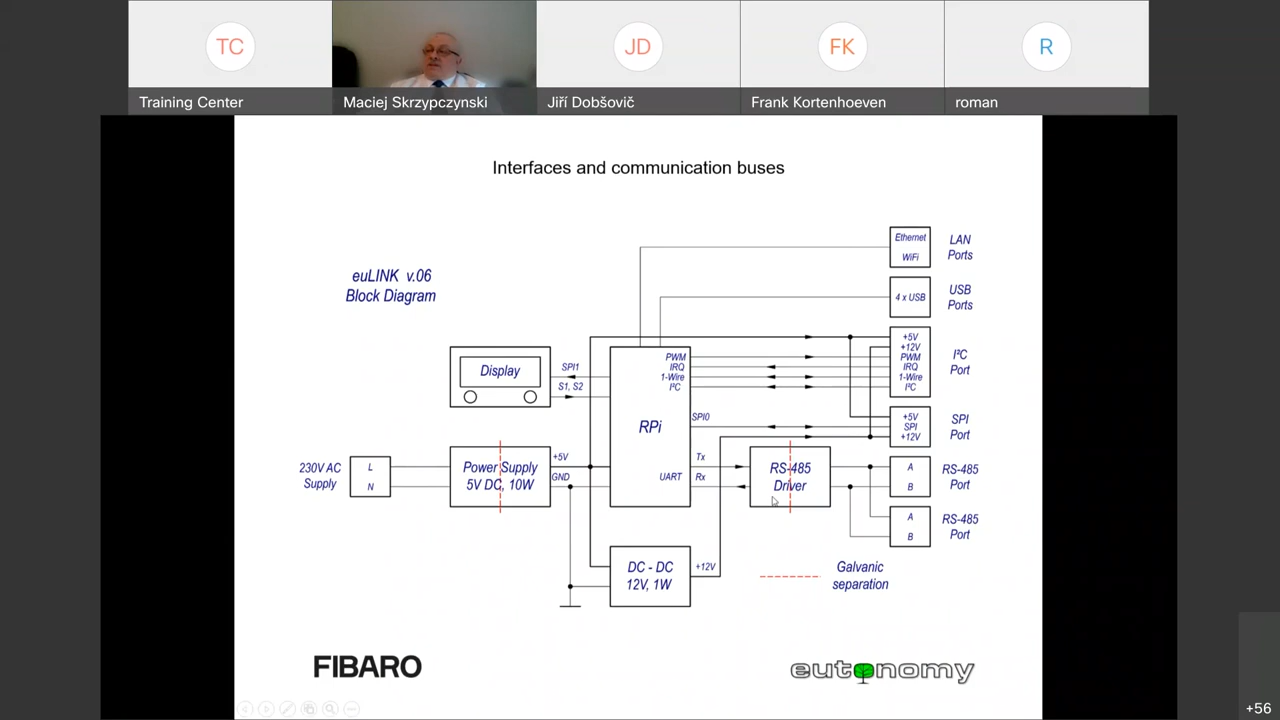 TC
JD
FK
R
Training Center
Maciej Skrzypczynski
Jiří Dobšovič
Frank Kortenhoeven
roman
Interfaces and communication buses
euLINK v.06
Block Diagram
Ethernet
WiFi
LAN
Ports
4 x USB
USB
Ports
+5V
+12V
PWM
IRQ
1-Wire
I²C
I²C
Port
Display
SPI1
S1, S2
PWM
IRQ
1-Wire
I²C
RPi
SPI0
+5V
SPI
+12V
SPI
Port
230V AC
Supply
L
N
Power Supply
5V DC, 10W
+5V
GND
UART
Tx
Rx
RS-485
Driver
A
B
RS-485
Port
A
B
RS-485
Port
DC - DC
12V, 1W
+12V
Galvanic
separation
FIBARO
eutonomy
+56